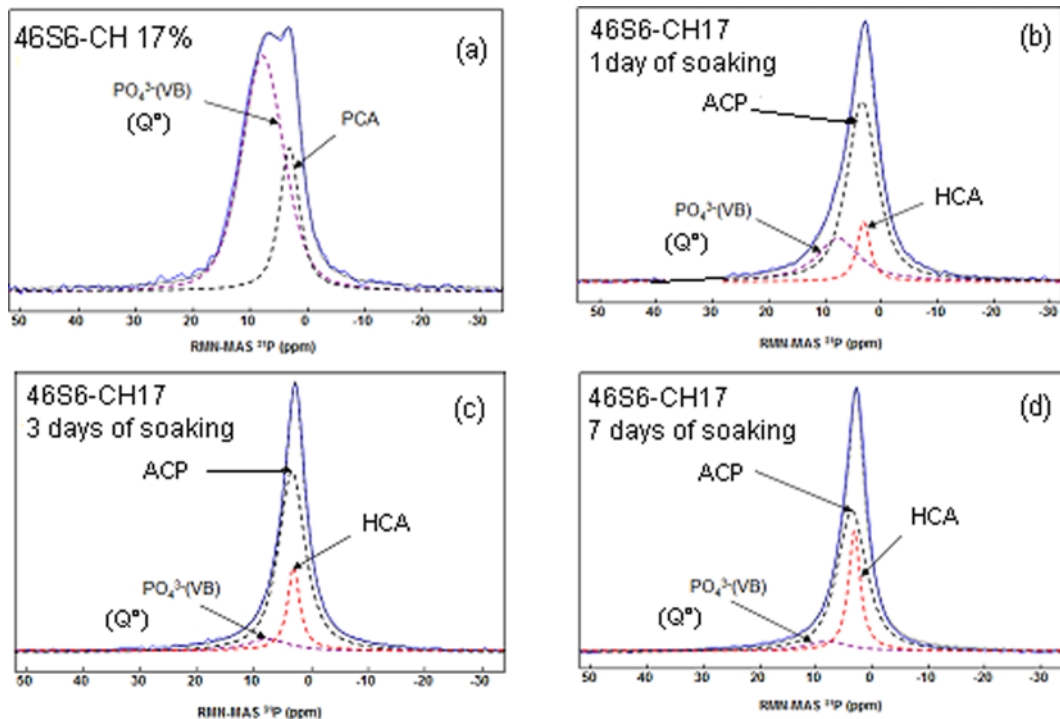 46S6-CH 17%
(a)
PO₄³⁻(VB)
(Q°)
PCA
50 40 30 20 10 0 -10 -20 -30
RMN-MAS ³¹P (ppm)
46S6-CH17
1day of soaking
(b)
ACP
HCA
PO₄³⁻(VB)
(Q°)
50 40 30 20 10 0 -10 -20 -30
RMN-MAS ³¹P (ppm)
46S6-CH17
3 days of soaking
(c)
ACP
HCA
PO₄³⁻(VB)
(Q°)
50 40 30 20 10 0 -10 -20 -30
RMN-MAS ³¹P (ppm)
46S6-CH17
7 days of soaking
(d)
ACP
HCA
PO₄³⁻(VB)
(Q°)
50 40 30 20 10 0 -10 -20 -30
RMN-MAS ³¹P (ppm)